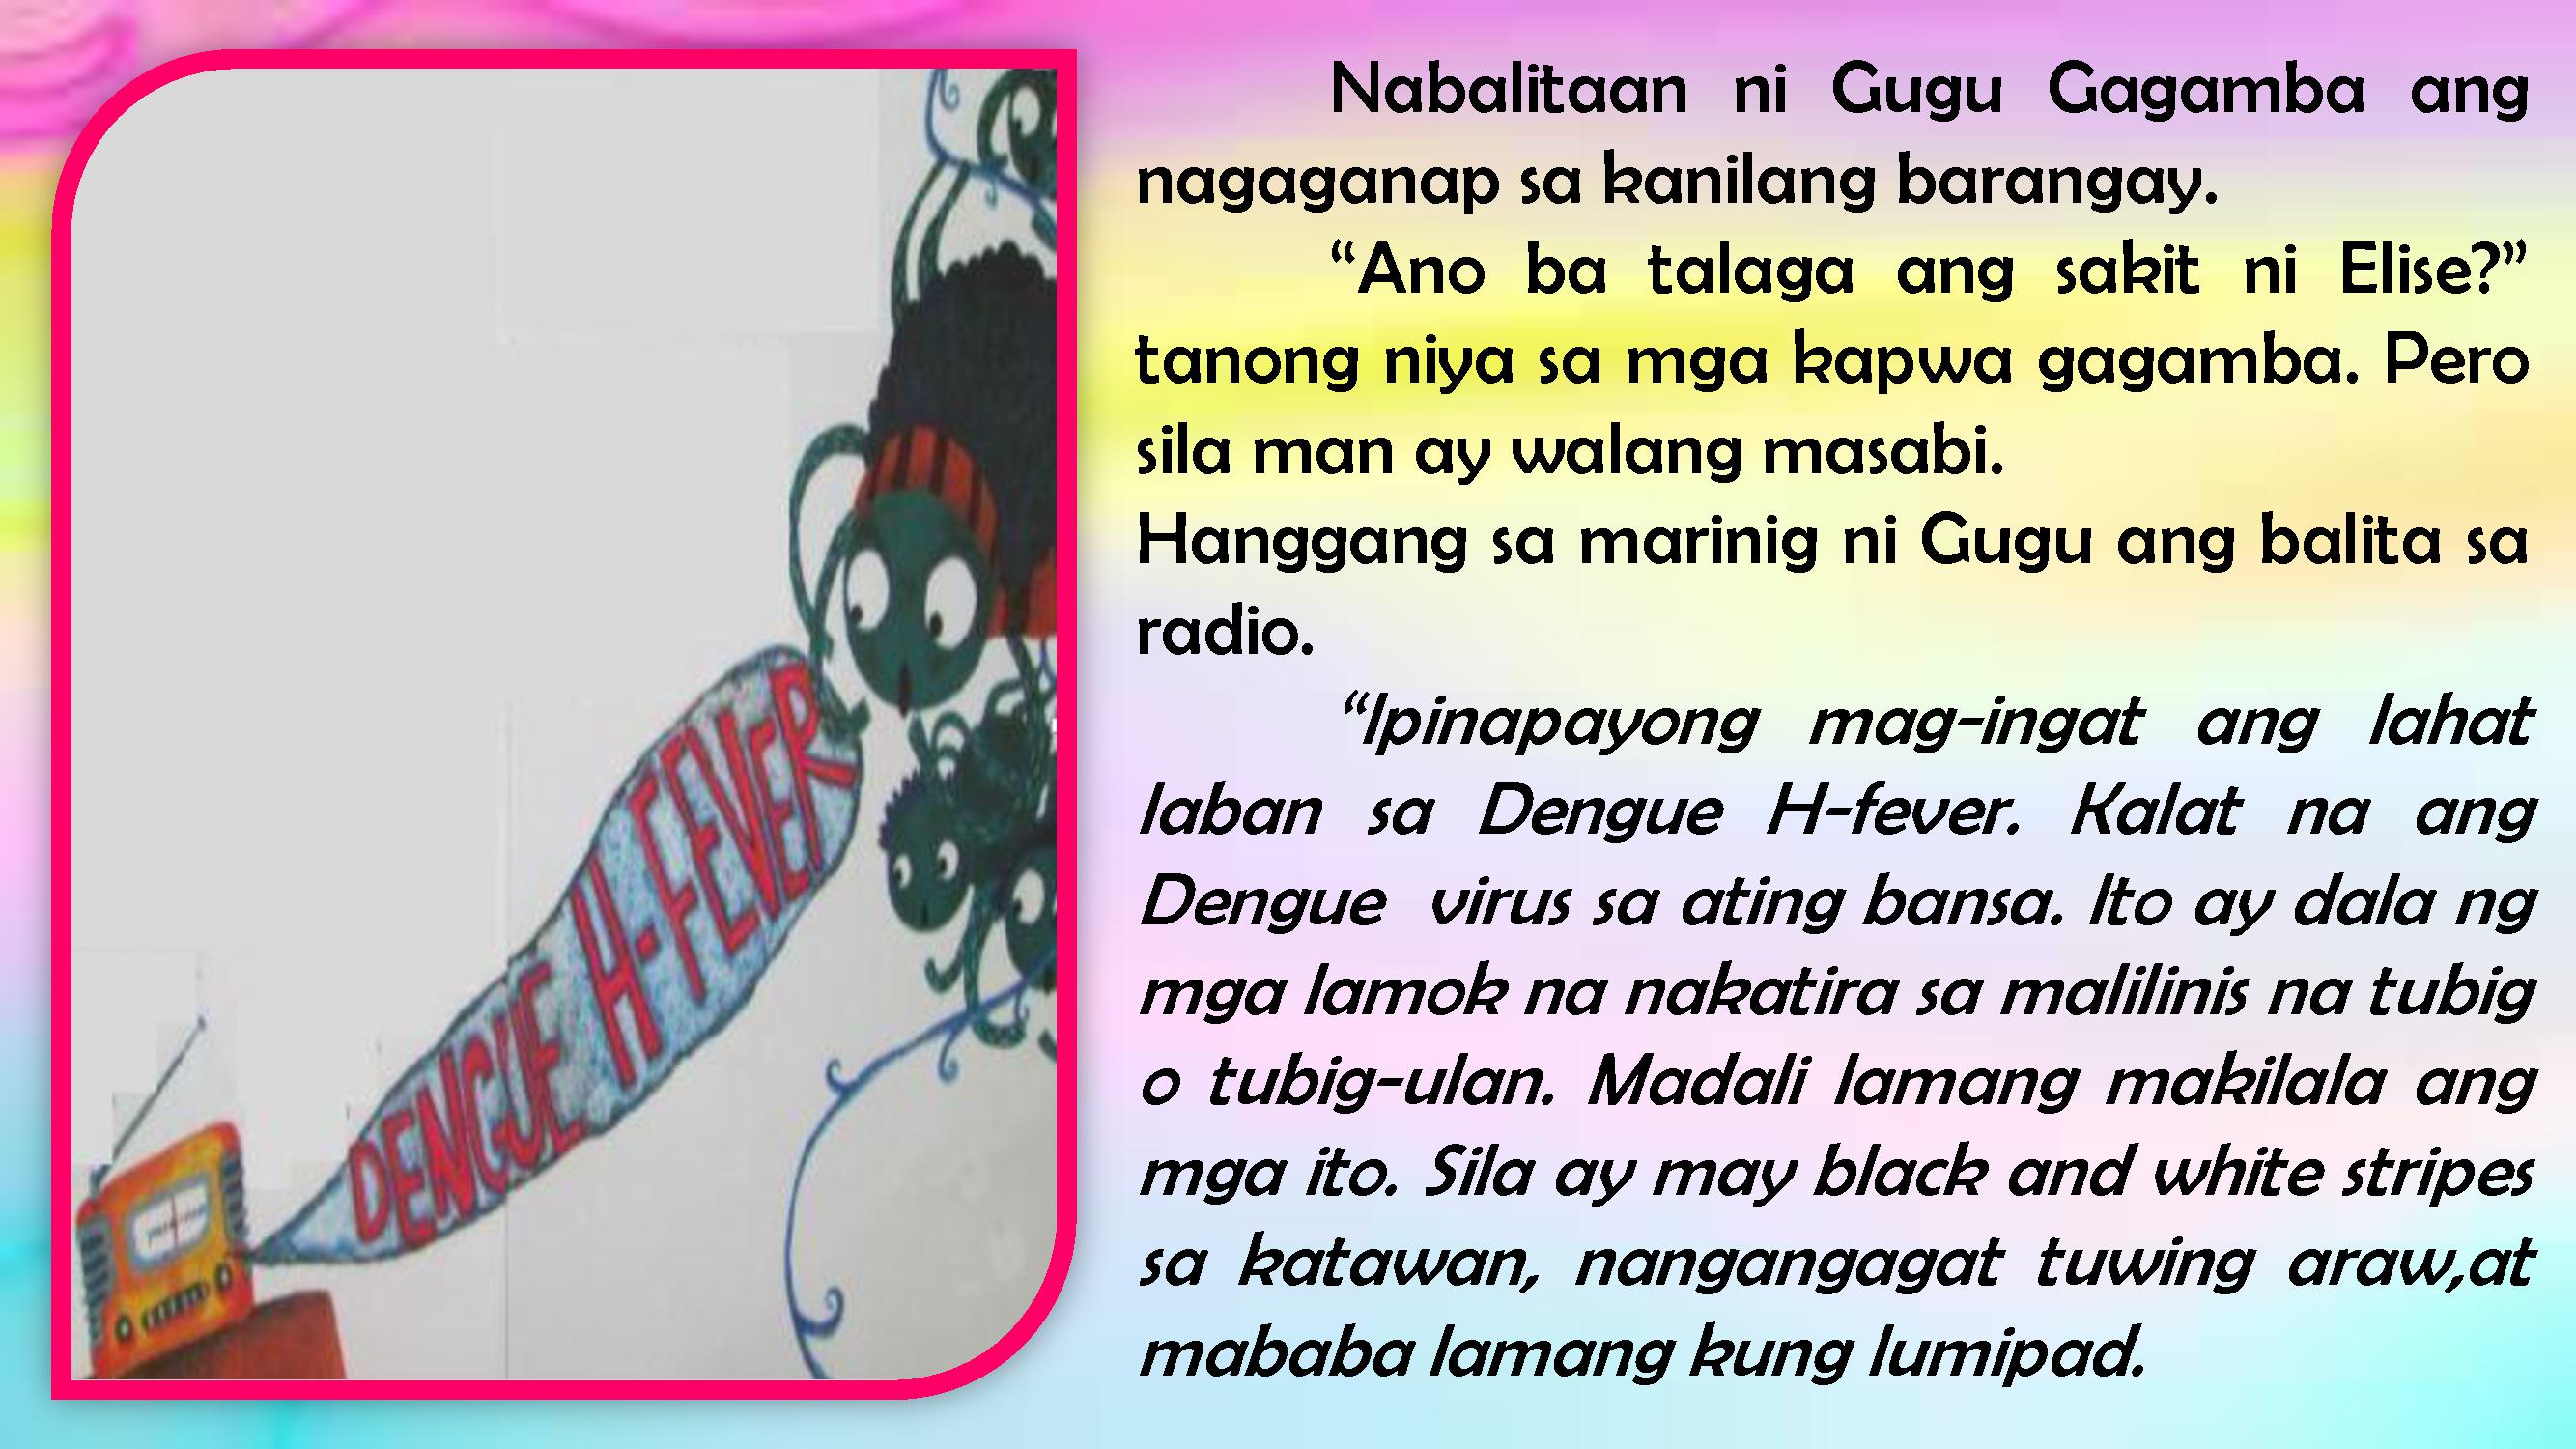 Nabalitaan ni Gugu Gagamba ang
nagaganap sa kanilang barangay.
“Ano ba talaga ang sakit ni Elise?”
tanong niya sa mga kapwa gagamba. Pero
sila man ay walang masabi.
Hanggang sa marinig ni Gugu ang balita sa
radio.
“Ipinapayong mag-ingat ang lahat
laban sa Dengue H-fever. Kalat na ang
Dengue virus sa ating bansa. Ito ay dala ng
mga lamok na nakatira sa malilinis na tubig
o tubig-ulan. Madali lamang makilala ang
mga ito. Sila ay may black and white stripes
sa katawan, nangangagat tuwing araw,at
mababa lamang kung lumipad.
DENGUE H-FEVER